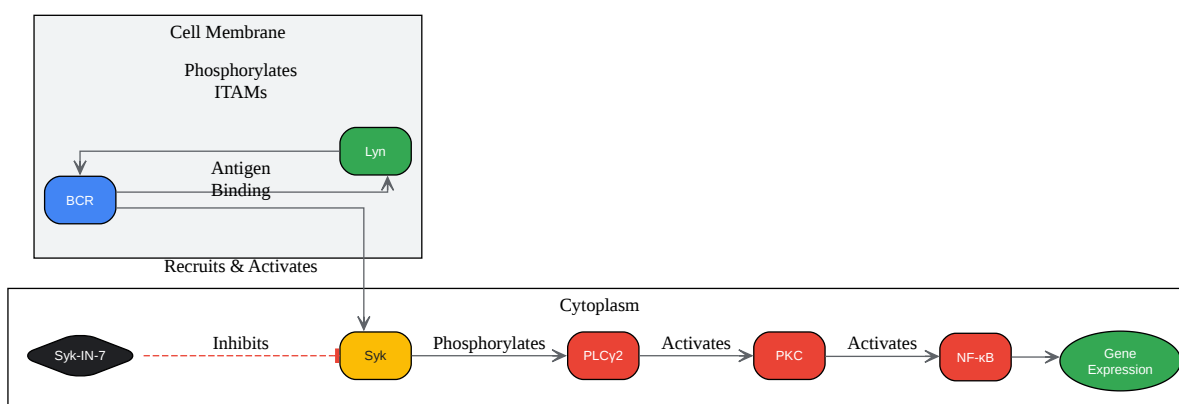 Cell Membrane
Phosphorylates
ITAMs
Lyn
Antigen
Binding
BCR
Recruits & Activates
Cytoplasm
Syk-IN-7
Inhibits
Syk
Phosphorylates
PLCγ2
Activates
PKC
Activates
NF-κB
Gene
Expression